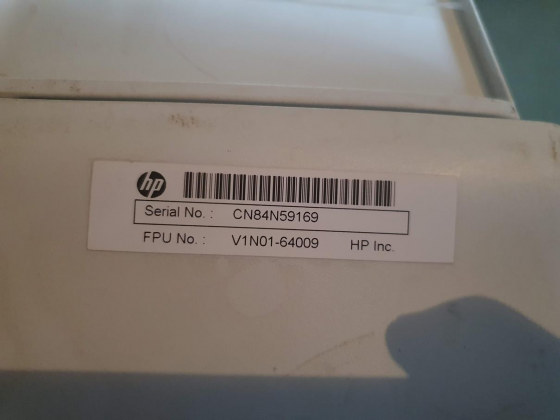 hp
Serial No. : CN84N59169
FPU No. : V1N01-64009 HP Inc.